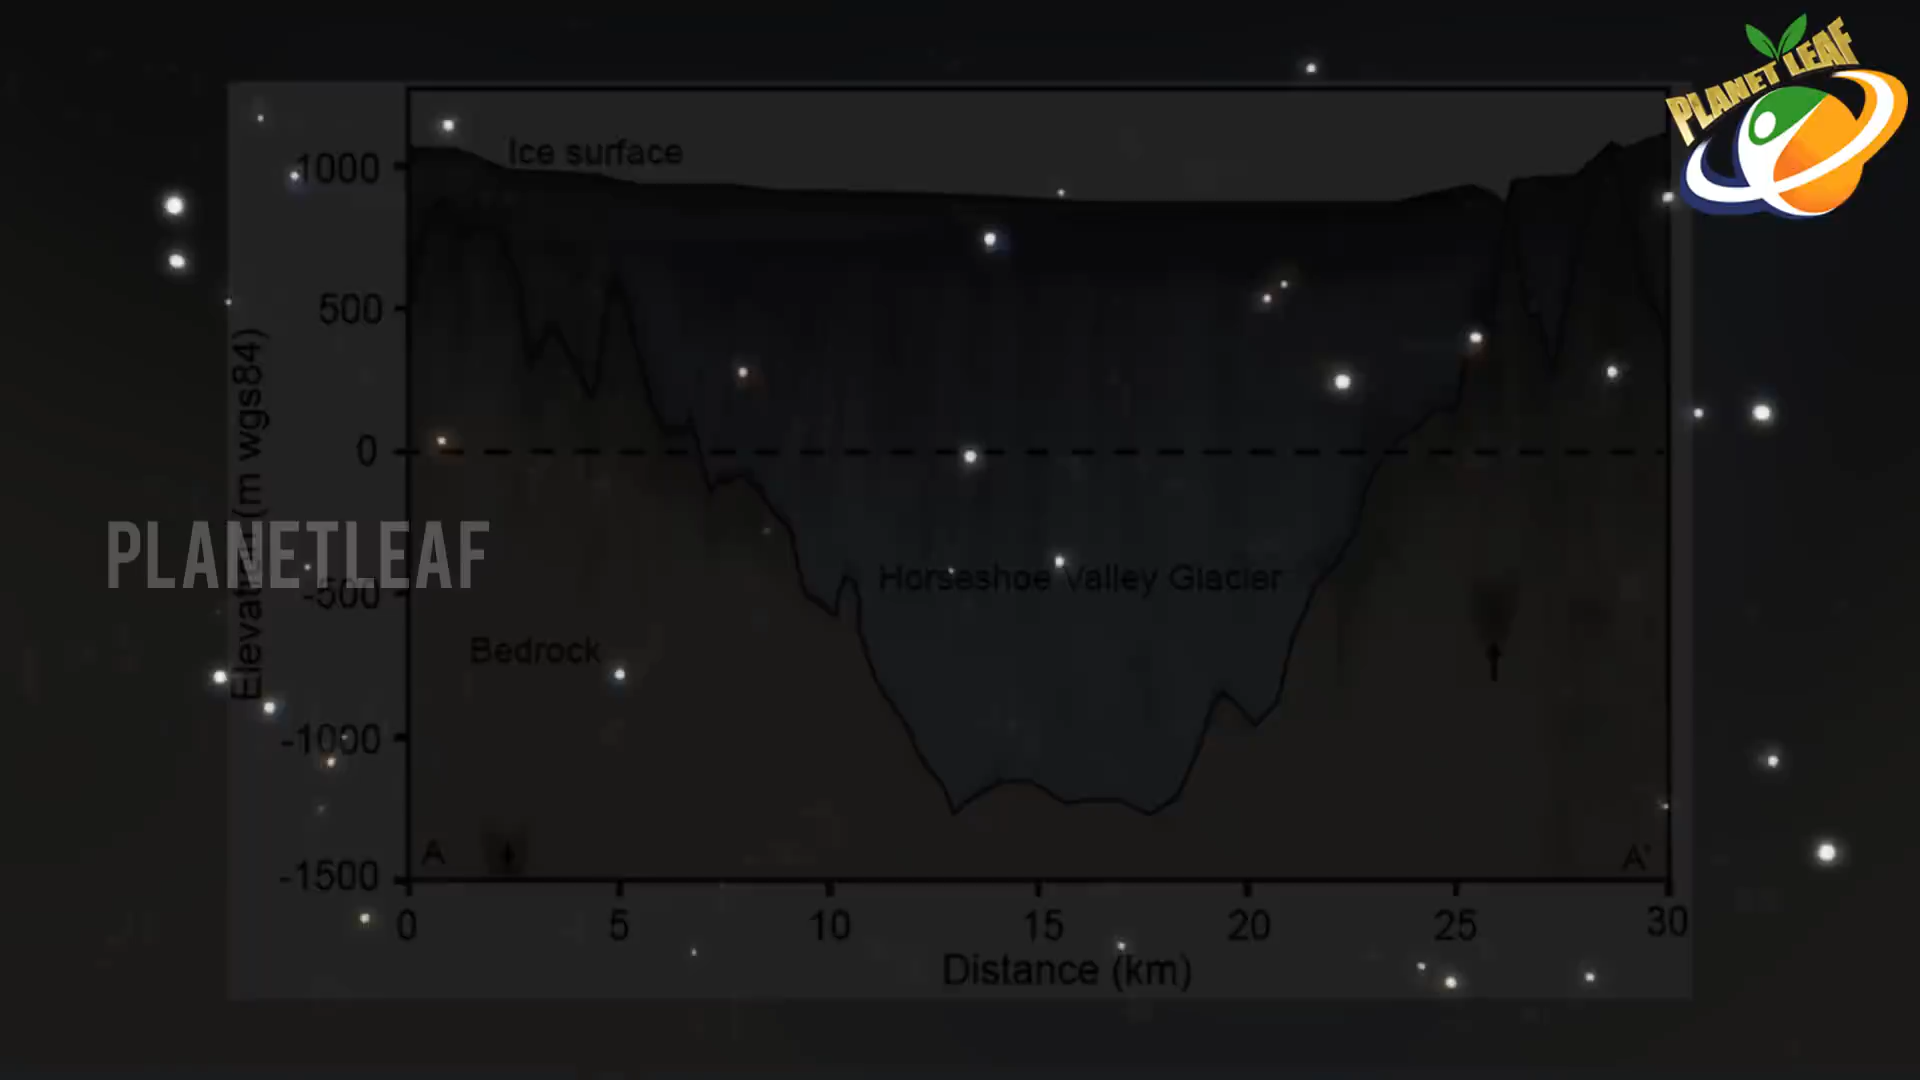 PLANET LEAF
Ice surface
1000
500
0
-500
-1000
-1500
Elevation (m wgs84)
PLANETLEAF
Horseshoe Valley Glacier
Bedrock
A
A'
0 5 10 15 20 25 30
Distance (km)